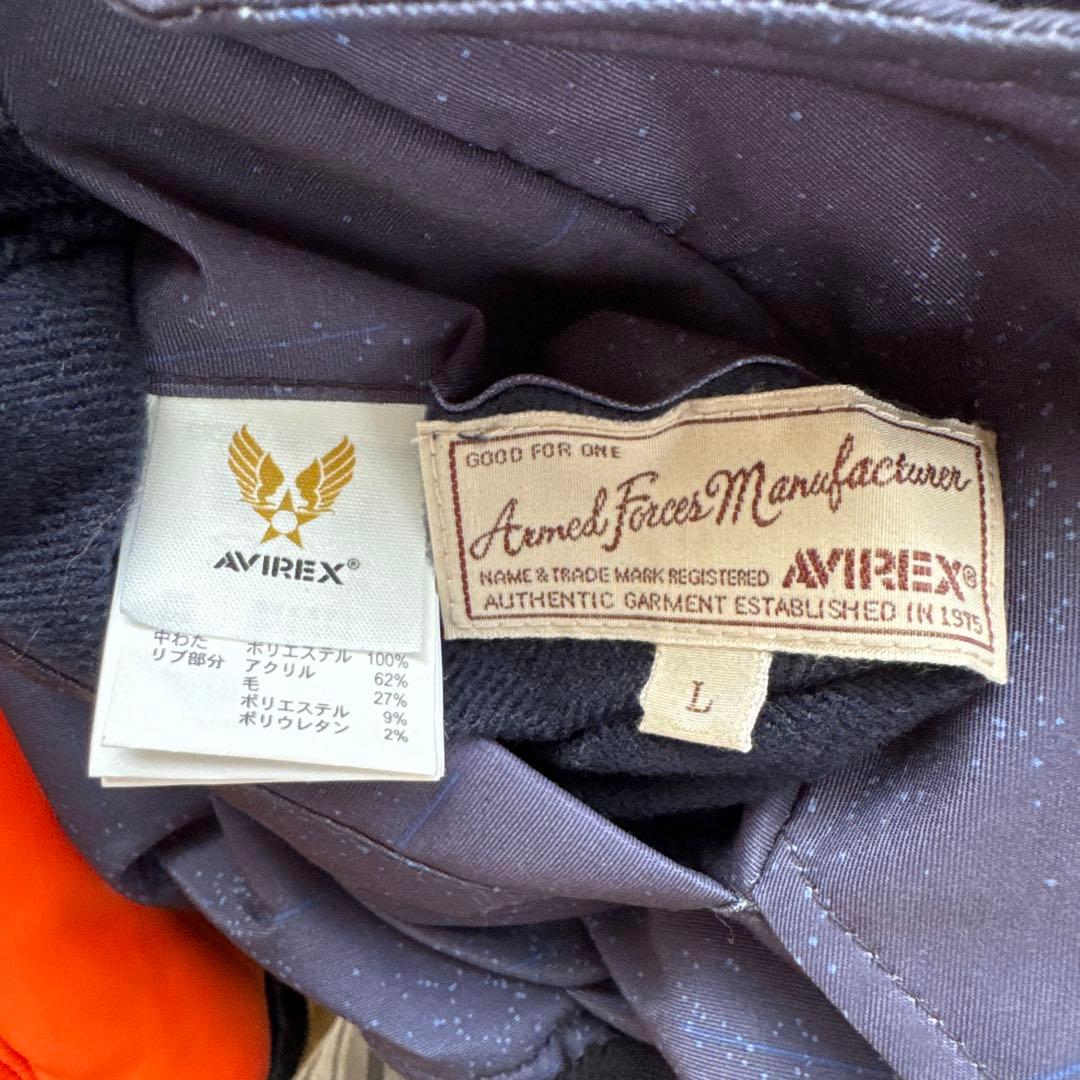 AVIREX®
中わた ポリエステル 100%
リブ部分 アクリル 62%
毛 27%
ポリエステル 9%
ポリウレタン 2%
GOOD FOR ONE
Armed Forces Manufacturer
NAME & TRADE MARK REGISTERED AVIREX®
AUTHENTIC GARMENT ESTABLISHED IN 1975
L